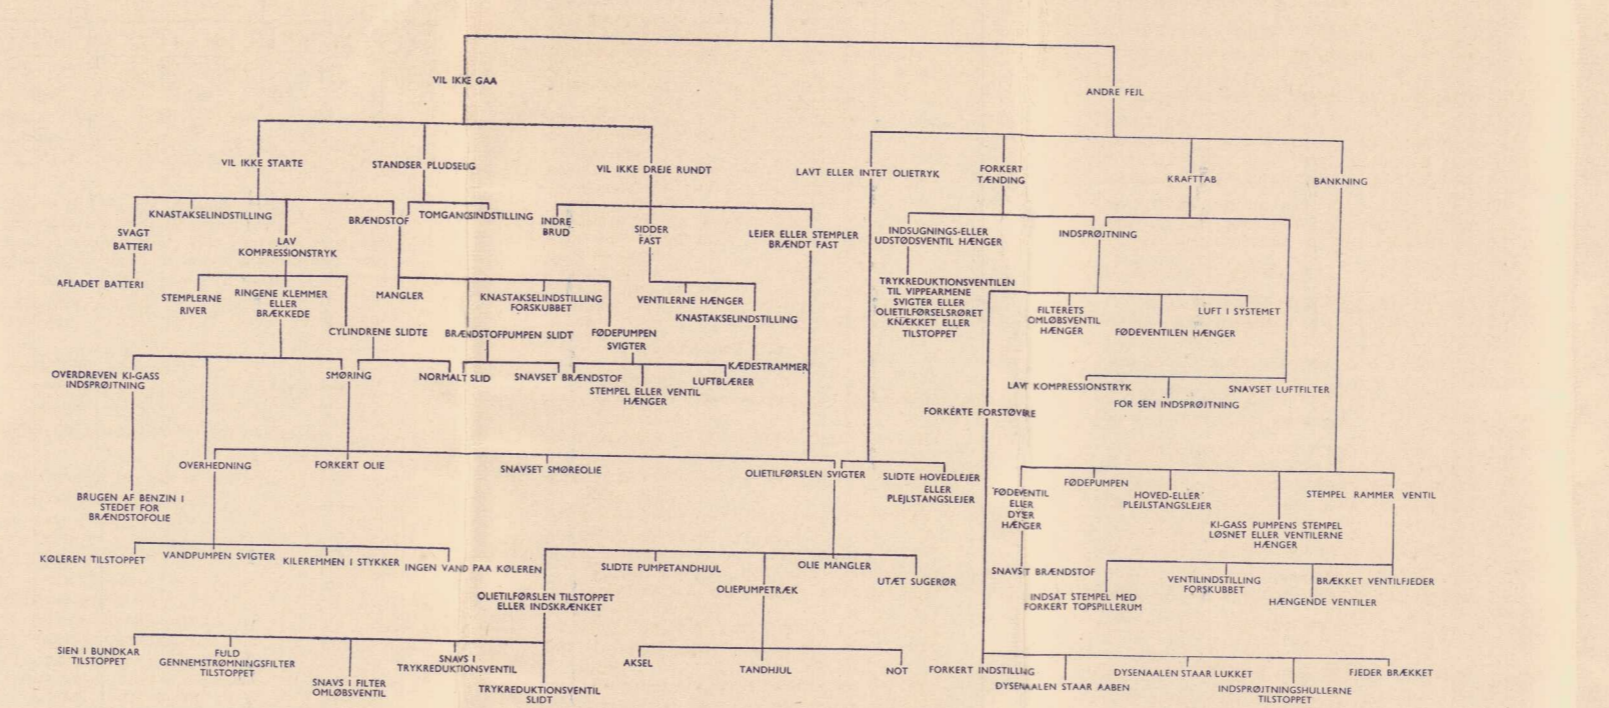 VIL IKKE GAA
ANDRE FEJL
VIL IKKE STARTE
STANDSER PLUDSELIG
VIL IKKE DREJE RUNDT
LAVT ELLER INTET OLIETRYK
FORKERT
TÆNDING
KRAFTTAB
BANKNING
SVAGT
BATTERI
KNASTAKSELINDSTILLING
LAV
KOMPRESSIONSTRYK
BRÆNDSTOF
TOMGANGSINDSTILLING
INDRE
BRUD
SIDDER
FAST
LEJER ELLER STEMPLER
BRÆNDT FAST
INDSUGNINGS-ELLER
UDSTØDSVENTIL HÆNGER
INDSPRØJTNING
AFLADET BATTERI
STEMPLERNE
RIVER
RINGENE KLEMMER
ELLER
BRÆKKEDE
CYLINDRENE SLIDTE
MANGLER
BRÆNDSTOFPUMPEN SLIDT
KNASTAKSELINDSTILLING
FORSKUBBET
FØDEPUMPEN
SVIGTER
VENTILERNE HÆNGER
KNASTAKSELINDSTILLING
TRYKREDUKTIONSVENTILEN
TIL VIPPEARMENE
SVIGTER ELLER
OLIETILFØRSELSRØRET
KNÆKKET ELLER
TILSTOPPET
FILTERETS
OMLØBSVENTIL
HÆNGER
FØDEVENTILEN HÆNGER
LUFT I SYSTEMET
OVERDREVEN KI-GASS
INDSPRØJTNING
SMØRING
NORMALT SLID
SNAVSET BRÆNDSTOF
STEMPEL ELLER VENTIL
HÆNGER
LUFTBLÆRER
KÆDESTRAMMER
LAVT KOMPRESSIONSTRYK
FOR SEN INDSPRØJTNING
SNAVSET LUFTFILTER
FORKERTE FORSTØVERE
OVERHEDNING
FORKERT OLIE
SNAVSET SMØREOLIE
OLIETILFØRSLEN SVIGTER
SLIDTE HOVEDLEJER
ELLER
PLEJLSTANGSLEJER
FØDEVENTIL
ELLER
DYSER
HÆNGER
FØDEPUMPEN
HOVED-ELLER
PLEJLSTANGSLEJER
KI-GASS PUMPENS STEMPEL
LØSNET ELLER VENTILERNE
HÆNGER
STEMPEL RAMMER VENTIL
BRUGEN AF BENZIN I
STEDET FOR
BRÆNDSTOFOLIE
KØLEREN TILSTOPPET
VANDPUMPEN SVIGTER
KILEREMMEN I STYKKER
INGEN VAND PAA KØLEREN
OLIETILFØRSLEN TILSTOPPET
ELLER INDSKRÆNKET
SLIDTE PUMPETANDHJUL
OLIEPUMPETRÆK
OLIE MANGLER
UTÆT SUGERØR
SNAVST BRÆNDSTOF
INDSAT STEMPEL MED
FORKERT TOPSPILLERUM
VENTILINDSTILLING
FORSKUBBET
HÆNGENDE VENTILER
BRÆKKET VENTILFJEDER
SIEN I BUNDKAR
TILSTOPPET
FULD
GENNEMSTRØMNINGSFILTER
TILSTOPPET
SNAVS I FILTER
OMLØBSVENTIL
SNAVS I
TRYKREDUKTIONSVENTIL
TRYKREDUKTIONSVENTIL
SLIDT
AKSEL
TANDHJUL
NOT
FORKERT INDSTILLING
DYSENAALEN STAAR AABEN
DYSENAALEN STAAR LUKKET
INDSPRØJTNINGSHULLERNE
TILSTOPPET
FJEDER BRÆKKET